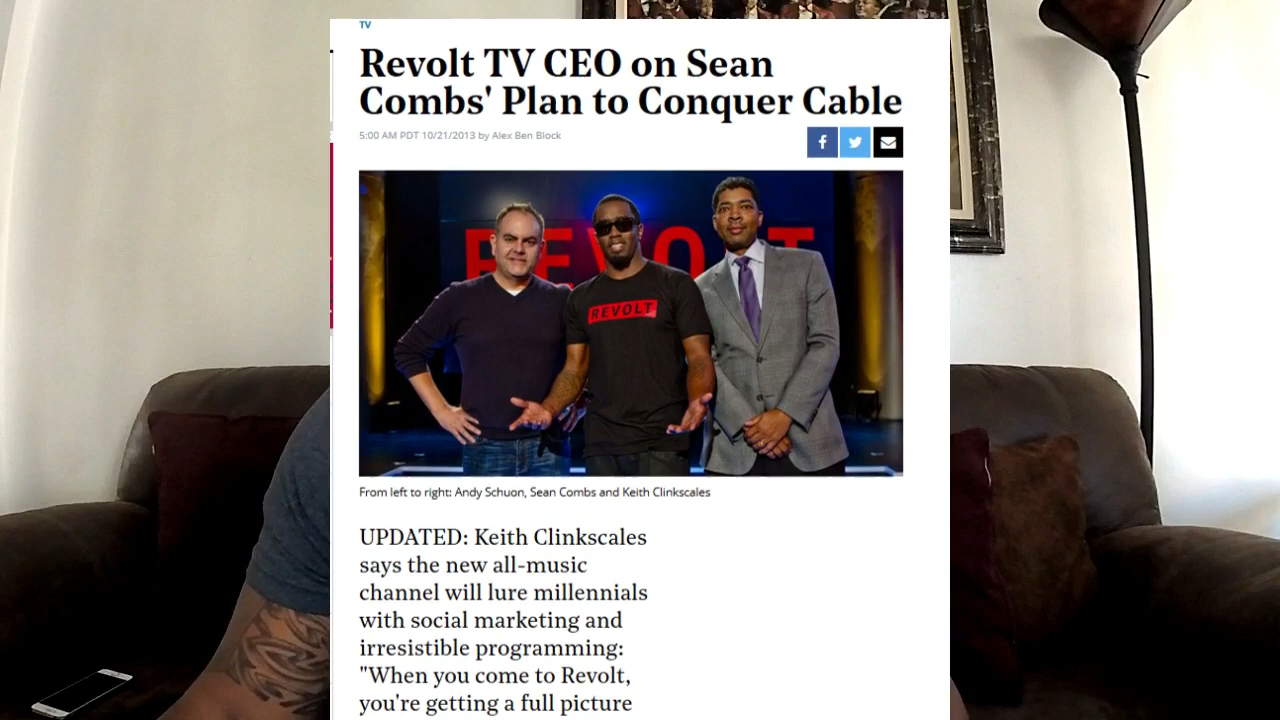 TV
Revolt TV CEO on Sean
Combs' Plan to Conquer Cable
5:00 AM PDT 10/21/2013 by Alex Ben Block
REVOLT
REVOLT
From left to right: Andy Schuon, Sean Combs and Keith Clinkscales
UPDATED: Keith Clinkscales
says the new all-music
channel will lure millennials
with social marketing and
irresistible programming:
"When you come to Revolt,
you're getting a full picture